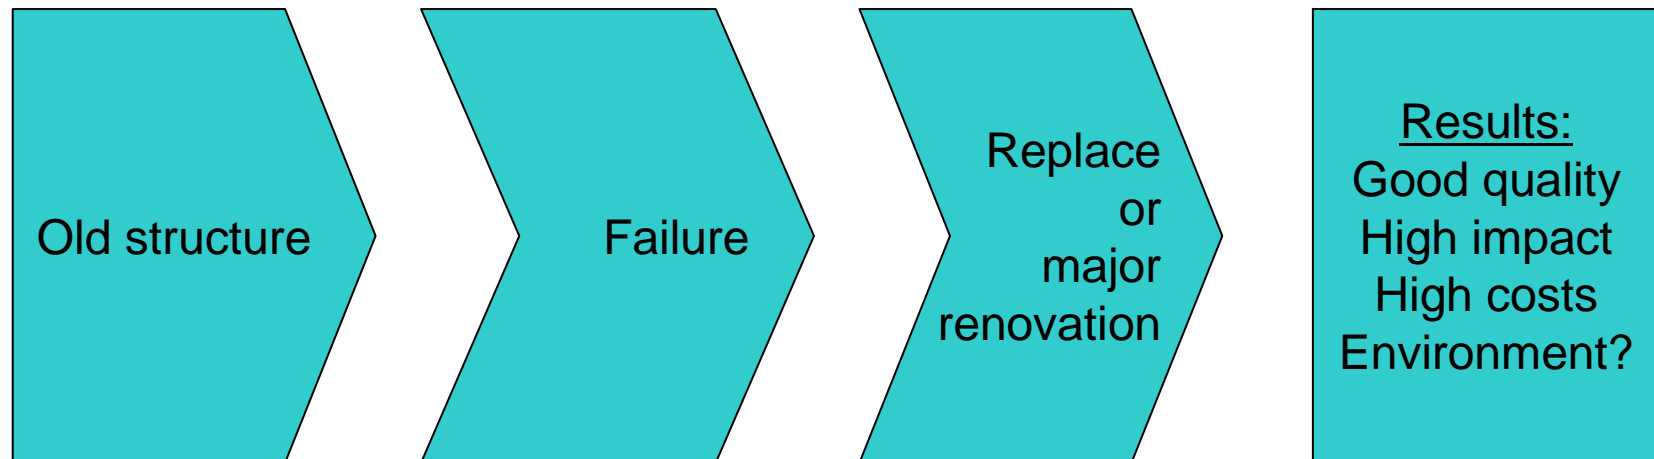 Old structure
Failure
Replace
or
major
renovation
Results:
Good quality
High impact
High costs
Environment?